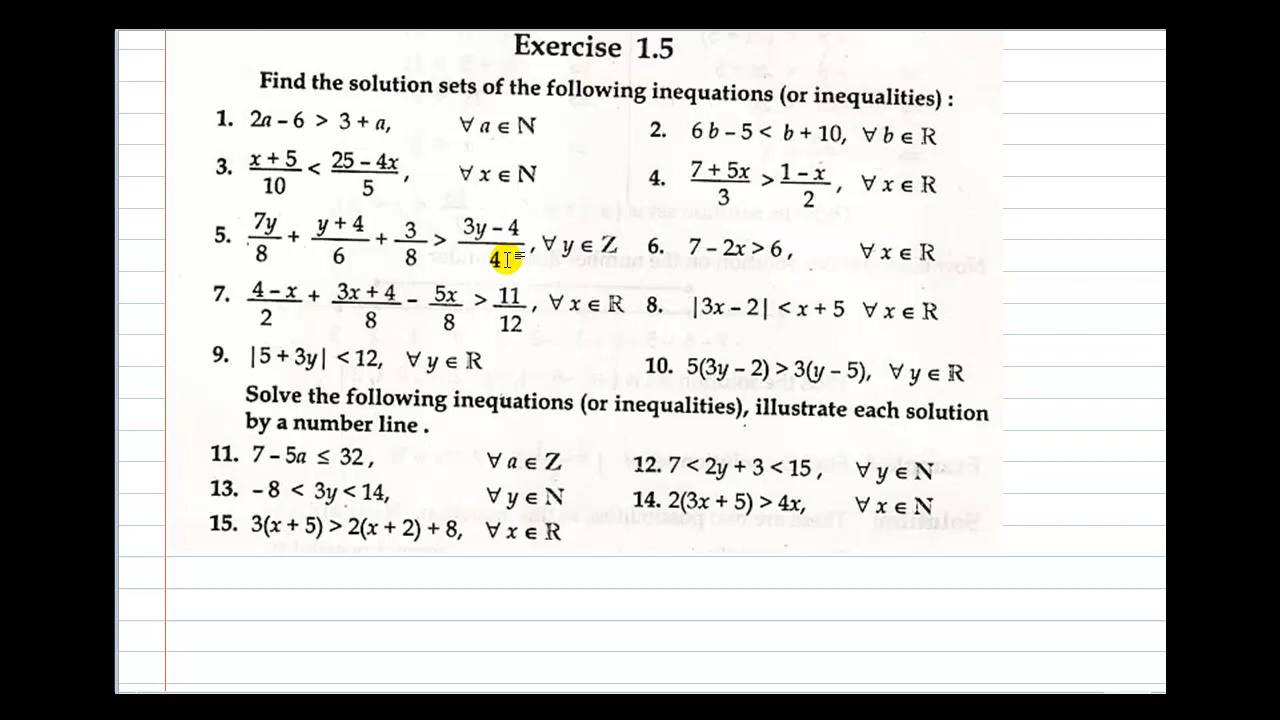 Exercise 1.5
Find the solution sets of the following inequations (or inequalities) :
1. 2a – 6 > 3 + a, ∀ a ∈ ℕ
2. 6 b – 5 < b + 10, ∀ b ∈ ℝ
3. (x + 5)/10 < (25 – 4x)/5, ∀ x ∈ ℕ
4. (7 + 5x)/3 > (1 – x)/2, ∀ x ∈ ℝ
5. 7y/8 + (y + 4)/6 + 3/8 > (3y – 4)/4, ∀ y ∈ ℤ
6. 7 – 2x > 6, ∀ x ∈ ℝ
7. (4 – x)/2 + (3x + 4)/8 – 5x/8 > 11/12, ∀ x ∈ ℝ
8. |3x – 2| < x + 5 ∀ x ∈ ℝ
9. |5 + 3y| < 12, ∀ y ∈ ℝ
10. 5(3y – 2) > 3(y – 5), ∀ y ∈ ℝ
Solve the following inequations (or inequalities), illustrate each solution
by a number line .
11. 7 – 5a ≤ 32, ∀ a ∈ ℤ
12. 7 < 2y + 3 < 15, ∀ y ∈ ℕ
13. – 8 < 3y < 14, ∀ y ∈ ℕ
14. 2(3x + 5) > 4x, ∀ x ∈ ℕ
15. 3(x + 5) > 2(x + 2) + 8, ∀ x ∈ ℝ